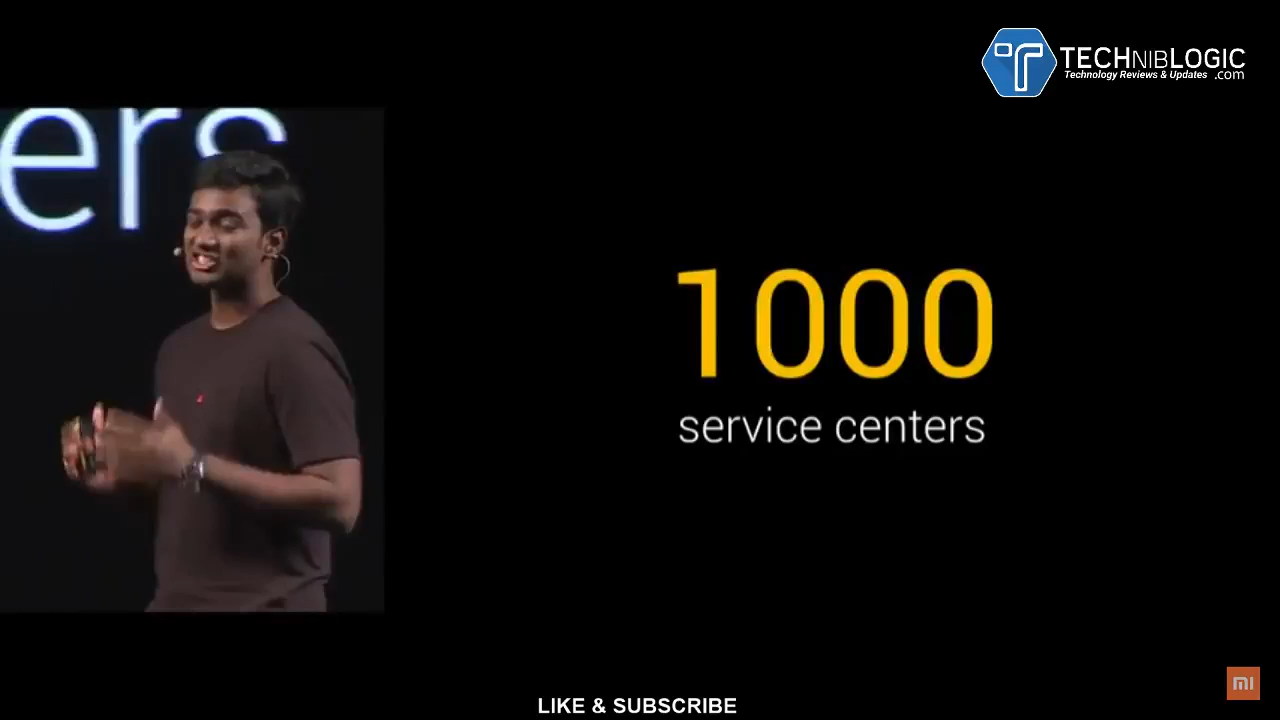 TECHNIBLOGIC
Technology Reviews & Updates .com
ers
1000
service centers
MI
LIKE & SUBSCRIBE